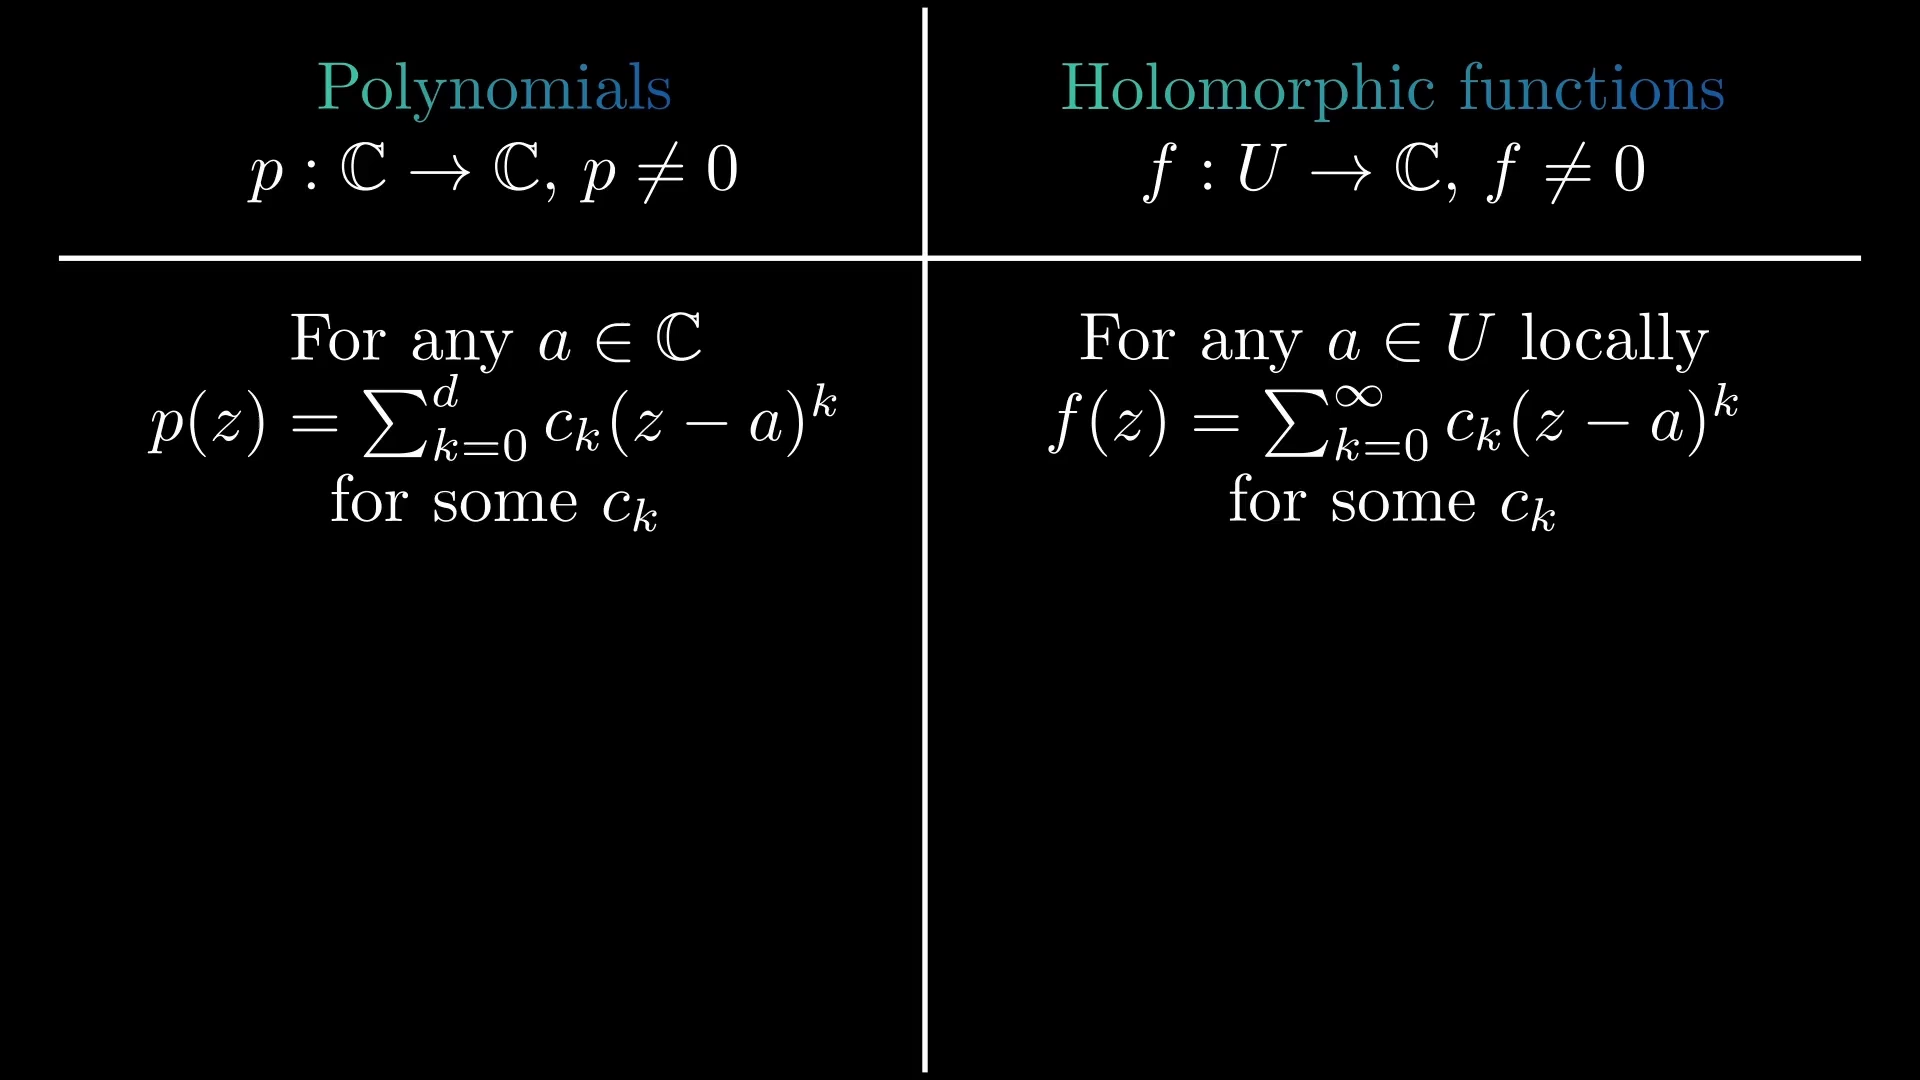 Polynomials
p : ℂ → ℂ, p ≠ 0
For any a ∈ ℂ
p(z) = ∑_{k=0}^{d} c_k(z − a)^k
for some c_k
Holomorphic functions
f : U → ℂ, f ≠ 0
For any a ∈ U locally
f(z) = ∑_{k=0}^{∞} c_k(z − a)^k
for some c_k